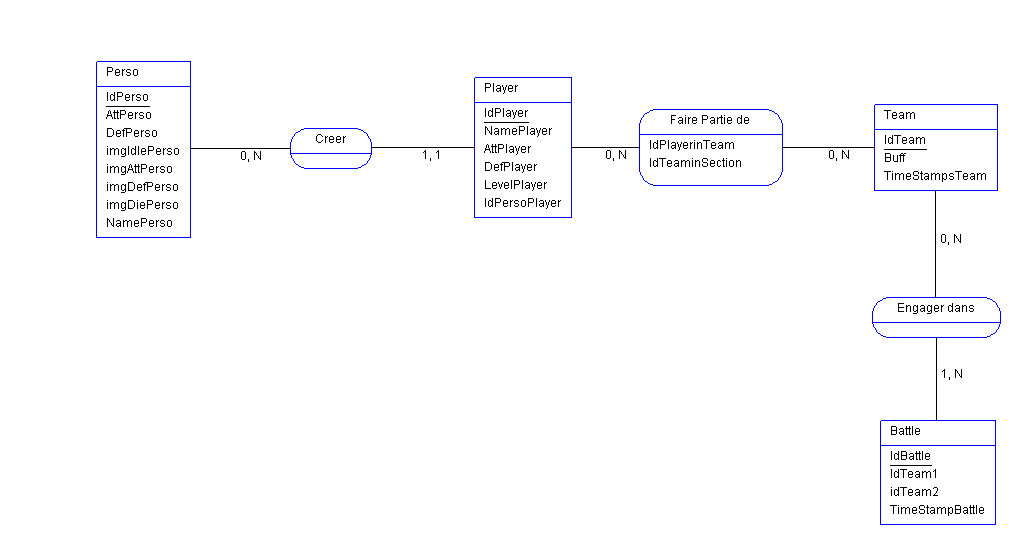 Perso
IdPerso
AttPerso
DefPerso
imgIdlePerso
imgAttPerso
imgDefPerso
imgDiePerso
NamePerso
0, N
Creer
1, 1
Player
IdPlayer
NamePlayer
AttPlayer
DefPlayer
LevelPlayer
IdPersoPlayer
0, N
Faire Partie de
IdPlayerinTeam
IdTeaminSection
0, N
Team
IdTeam
Buff
TimeStampsTeam
0, N
Engager dans
1, N
Battle
IdBattle
IdTeam1
idTeam2
TimeStampBattle